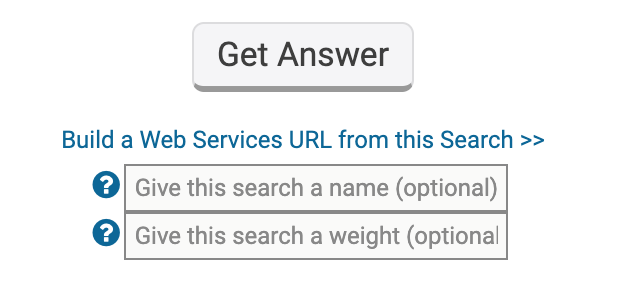 Get Answer
Build a Web Services URL from this Search >>
? Give this search a name (optional)
? Give this search a weight (optional